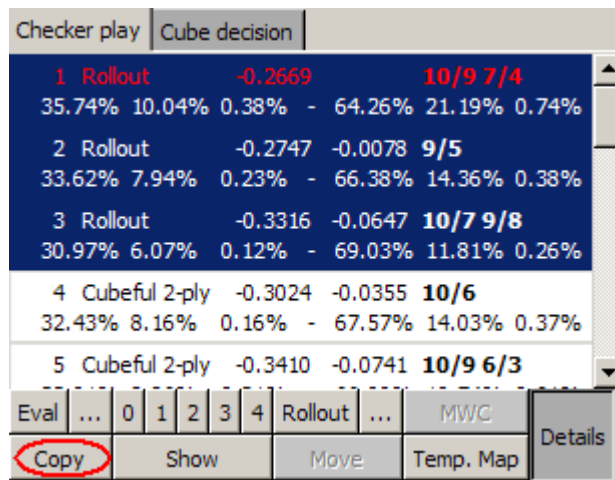 Checker play Cube decision
1 Rollout -0.2669 10/9 7/4
35.74% 10.04% 0.38% - 64.26% 21.19% 0.74%
2 Rollout -0.2747 -0.0078 9/5
33.62% 7.94% 0.23% - 66.38% 14.36% 0.38%
3 Rollout -0.3316 -0.0647 10/7 9/8
30.97% 6.07% 0.12% - 69.03% 11.81% 0.26%
4 Cubeful 2-ply -0.3024 -0.0355 10/6
32.43% 8.16% 0.16% - 67.57% 14.03% 0.37%
5 Cubeful 2-ply -0.3410 -0.0741 10/9 6/3
Eval ... 0 1 2 3 4 Rollout ... MWC Details
Copy Show Move Temp. Map